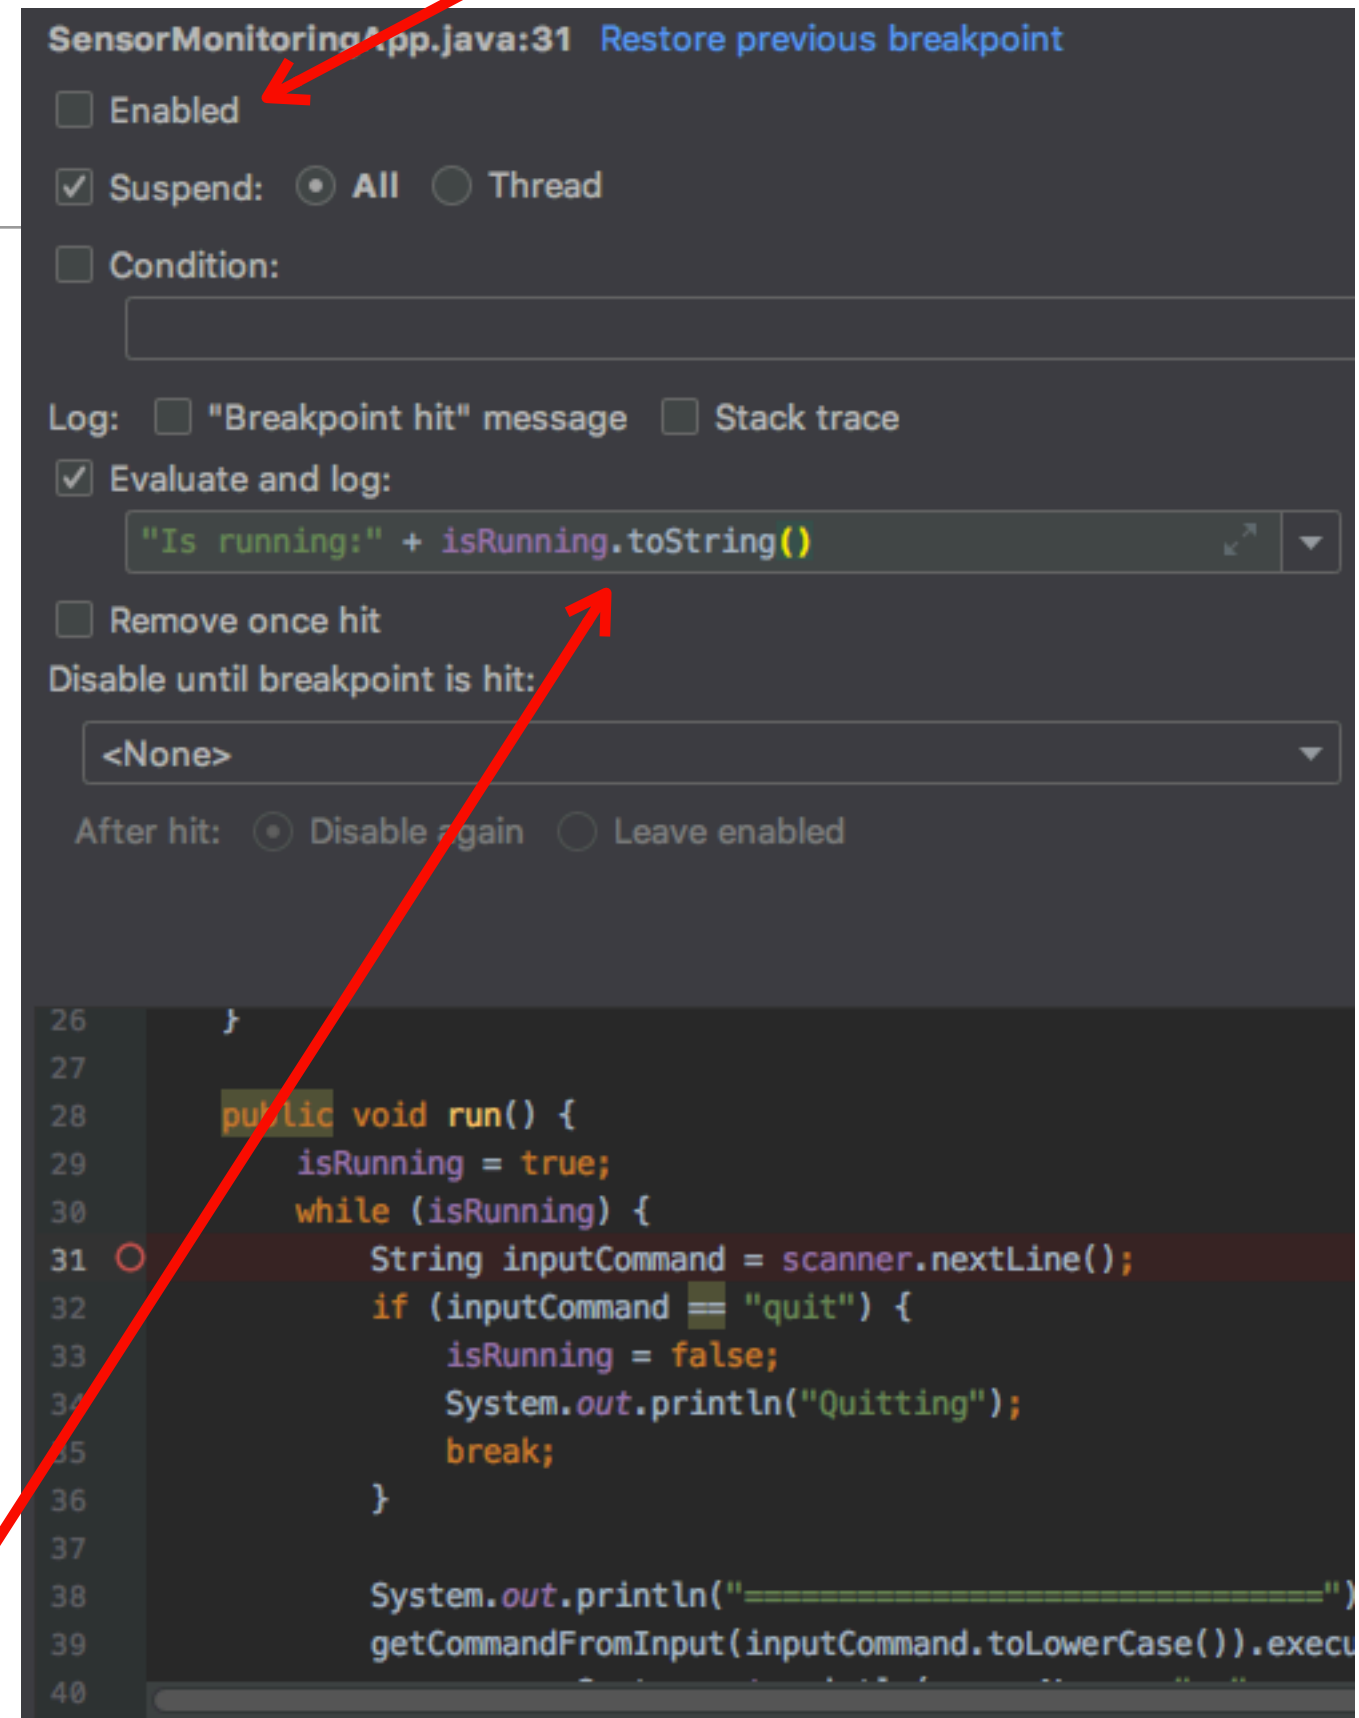 SensorMonitoringApp.java:31 Restore previous breakpoint
Enabled
Suspend: All Thread
Condition:
Log: "Breakpoint hit" message Stack trace
Evaluate and log:
"Is running:" + isRunning.toString()
Remove once hit
Disable until breakpoint is hit:
<None>
After hit: Disable again Leave enabled
26 }
27
28 public void run() {
29 isRunning = true;
30 while (isRunning) {
31 String inputCommand = scanner.nextLine();
32 if (inputCommand == "quit") {
33 isRunning = false;
34 System.out.println("Quitting");
35 break;
36 }
37
38 System.out.println("===============================")
39 getCommandFromInput(inputCommand.toLowerCase()).execu
40